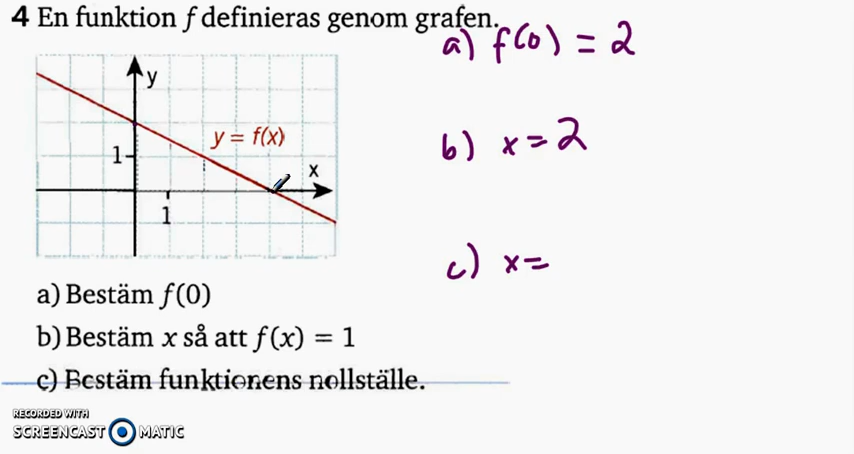 4 En funktion f definieras genom grafen.
a) f(0) = 2
y
y = f(x)
1
x
1
b) x = 2
c) x =
a) Bestäm f(0)
b) Bestäm x så att f(x) = 1
c) Bestäm funktionens nollställe.
RECORDED WITH
SCREENCAST MATIC